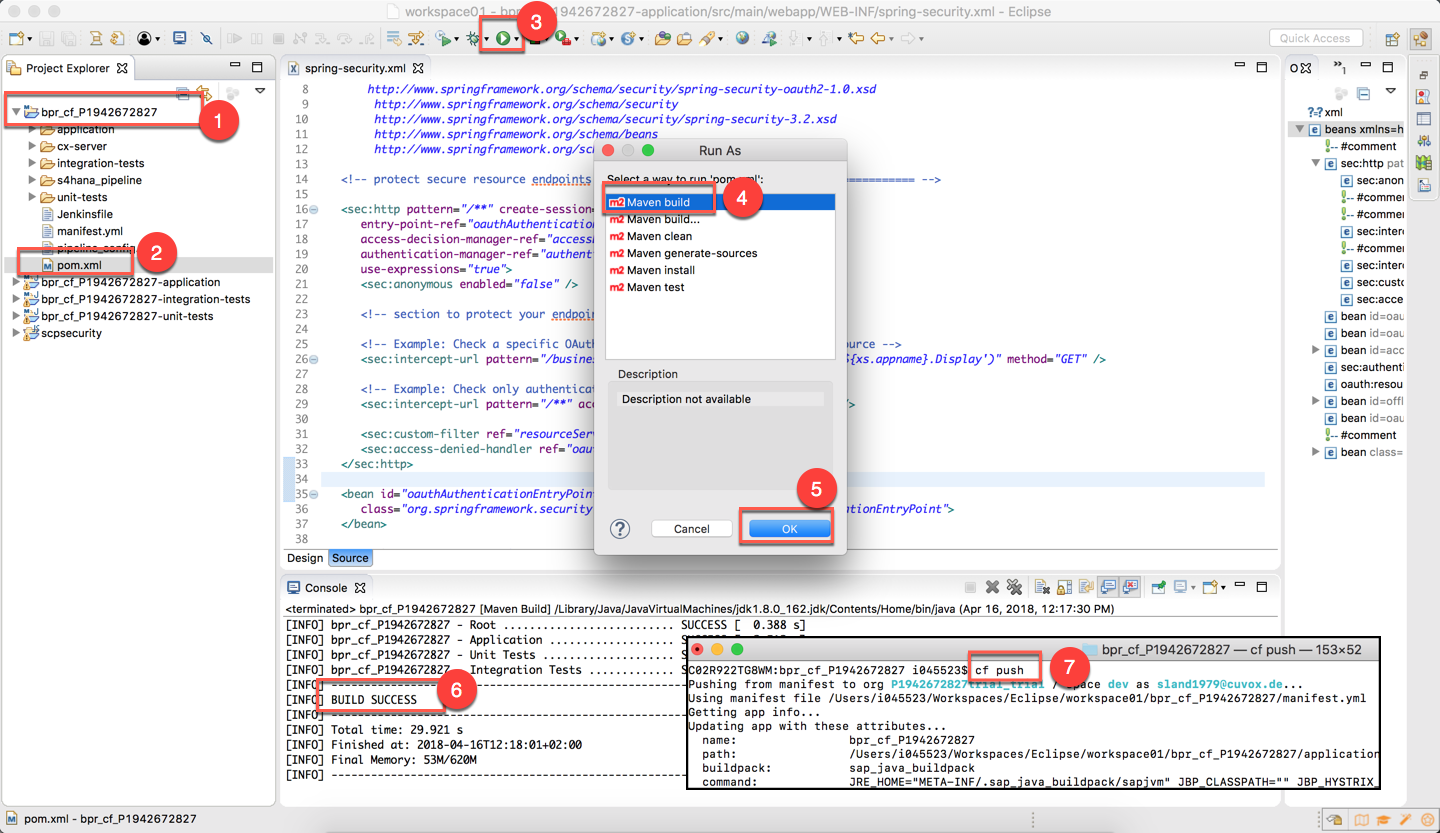 workspace01 - bpr_ P1942672827-application/src/main/webapp/WEB-INF/spring-security.xml - Eclipse
3
Quick Access
Project Explorer
bpr_cf_P1942672827
1
application
cx-server
integration-tests
s4hana_pipeline
unit-tests
Jenkinsfile
manifest.yml
pipeline_config
2
pom.xml
bpr_cf_P1942672827-application
bpr_cf_P1942672827-integration-tests
bpr_cf_P1942672827-unit-tests
scpsecurity
spring-security.xml
8 http://www.springframework.org/schema/security/spring-security-oauth2-1.0.xsd
9 http://www.springframework.org/schema/security
10 http://www.springframework.org/schema/security/spring-security-3.2.xsd
11 http://www.springframework.org/schema/beans
12 http://www.springframework.org/sc
13
14 <!-- protect secure resource endpoints =========== -->
15
16 <sec:http pattern="/**" create-session
17 entry-point-ref="oauthAuthentication
18 access-decision-manager-ref="access
19 authentication-manager-ref="authent
20 use-expressions="true">
21 <sec:anonymous enabled="false" />
22
23 <!-- section to protect your endpoin
24
25 <!-- Example: Check a specific OAut ource -->
26 <sec:intercept-url pattern="/busines ${xs.appname}.Display')" method="GET" />
27
28 <!-- Example: Check only authentica
29 <sec:intercept-url pattern="/**" acc "/>
30
31 <sec:custom-filter ref="resourceSer
32 <sec:access-denied-handler ref="oau
33 </sec:http>
34
35 <bean id="oauthAuthenticationEntryPoin
36 class="org.springframework.security ationEntryPoint">
37 </bean>
38
Design Source
Run As
Select a way to run 'pom.xml':
Maven build
4
Maven build...
Maven clean
Maven generate-sources
Maven install
Maven test
Description
Description not available
5
?
Cancel
OK
1
xml
beans xmlns=h
#comment
sec:http pat
sec:anon
#comme
#comme
sec:inter
#comme
sec:inter
sec:custo
sec:acce
bean id=oau
bean id=oau
bean id=acc
sec:authenti
oauth:resou
bean id=offl
bean id=oau
#comment
bean class=
Console
<terminated> bpr_cf_P1942672827 [Maven Build] /Library/Java/JavaVirtualMachines/jdk1.8.0_162.jdk/Contents/Home/bin/java (Apr 16, 2018, 12:17:30 PM)
[INFO] bpr_cf_P1942672827 - Root ......................... SUCCESS [  0.388 s]
[INFO] bpr_cf_P1942672827 - Application .................. S
[INFO] bpr_cf_P1942672827 - Unit Tests ................... S
[INFO] bpr_cf_P1942672827 - Integration Tests ............ S
[INFO] ------------------------------------------------
[INFO] BUILD SUCCESS
6
[INFO] ------------------------------------------------
[INFO] Total time: 29.921 s
[INFO] Finished at: 2018-04-16T12:18:01+02:00
[INFO] Final Memory: 53M/620M
[INFO] ------------------------------------------------
bpr_cf_P1942672827 — cf push — 153×52
C02R922TG8WM:bpr_cf_P1942672827 i045523$ cf push
7
Pushing from manifest to org P1942672827trial_trial / space dev as sland1979@cuvox.de...
Using manifest file /Users/i045523/Workspaces/Eclipse/workspace01/bpr_cf_P1942672827/manifest.yml
Getting app info...
Updating app with these attributes...
name: bpr_cf_P1942672827
path: /Users/i045523/Workspaces/Eclipse/workspace01/bpr_cf_P1942672827/application
buildpack: sap_java_buildpack
command: JRE_HOME="META-INF/.sap_java_buildpack/sapjvm" JBP_CLASSPATH="" JBP_HYSTRIX_
pom.xml - bpr_cf_P1942672827